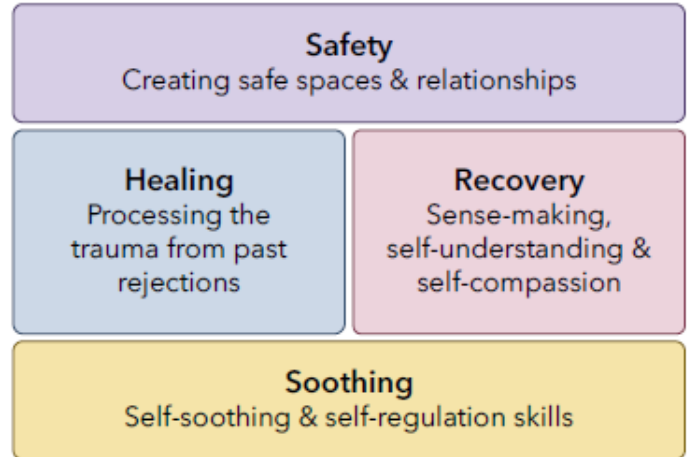 Safety
Creating safe spaces & relationships
Healing
Processing the
trauma from past
rejections
Recovery
Sense-making,
self-understanding &
self-compassion
Soothing
Self-soothing & self-regulation skills